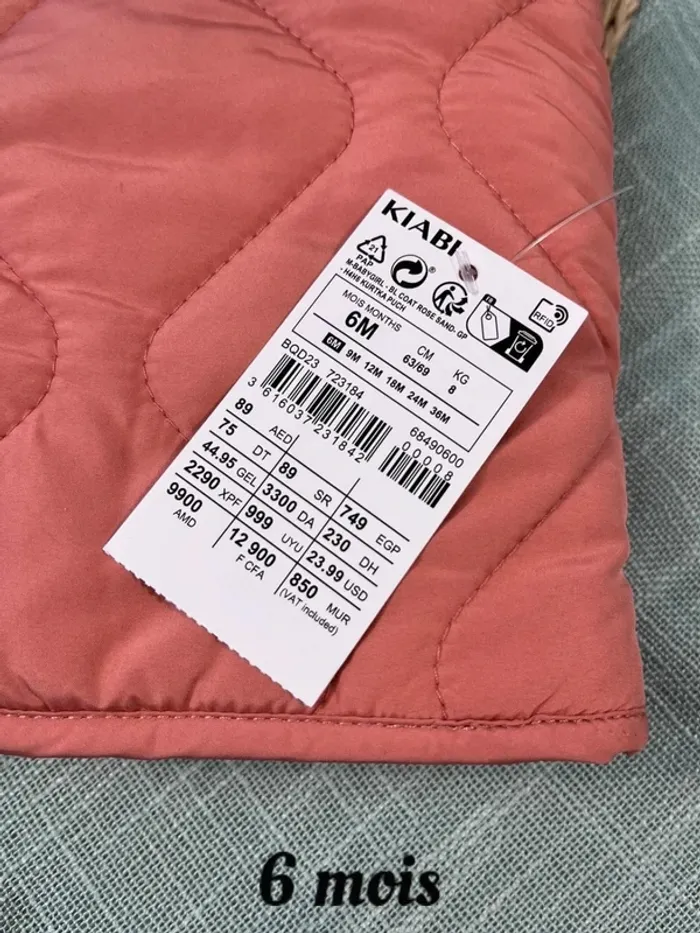 KIABI
21
PAP
FR
RFID
M-BABYGIRL - BL COAT ROSE SAND- GP
- H4H8 KURTKA PUCH
MOIS MONTHS CM KG
6M 63/69 8
6M 9M 12M 18M 24M 36M
BQD23 723184 68490600
3 616037 231842 00008
89 AED 89 SR 749 EGP
75 DT 3300 DA 230 DH
44.95 GEL 999 UYU 23.99 USD
2290 XPF 12 900 F CFA 850 MUR
9900 AMD (VAT included)
6 mois